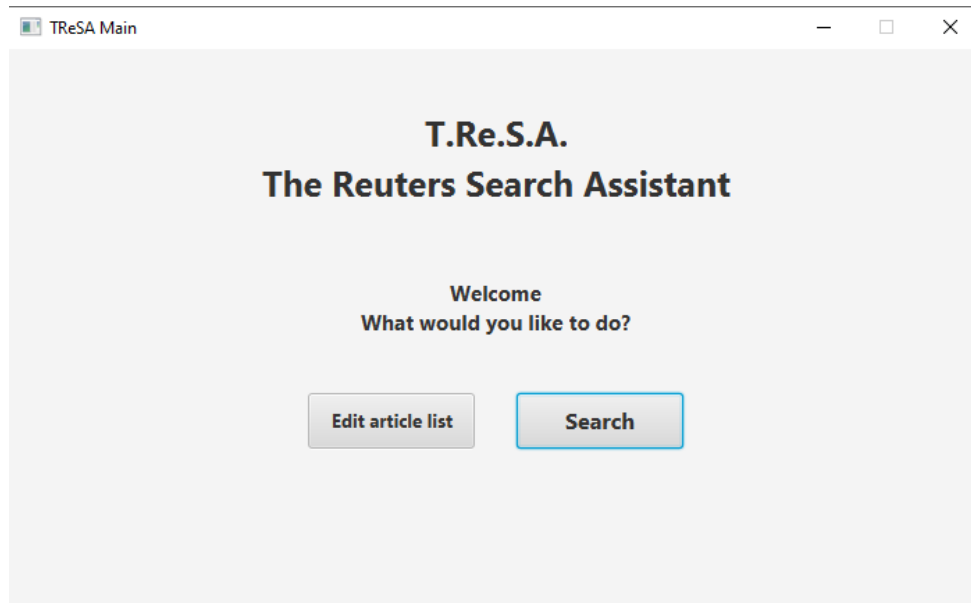 TReSA Main
T.Re.S.A.
The Reuters Search Assistant
Welcome
What would you like to do?
Edit article list
Search